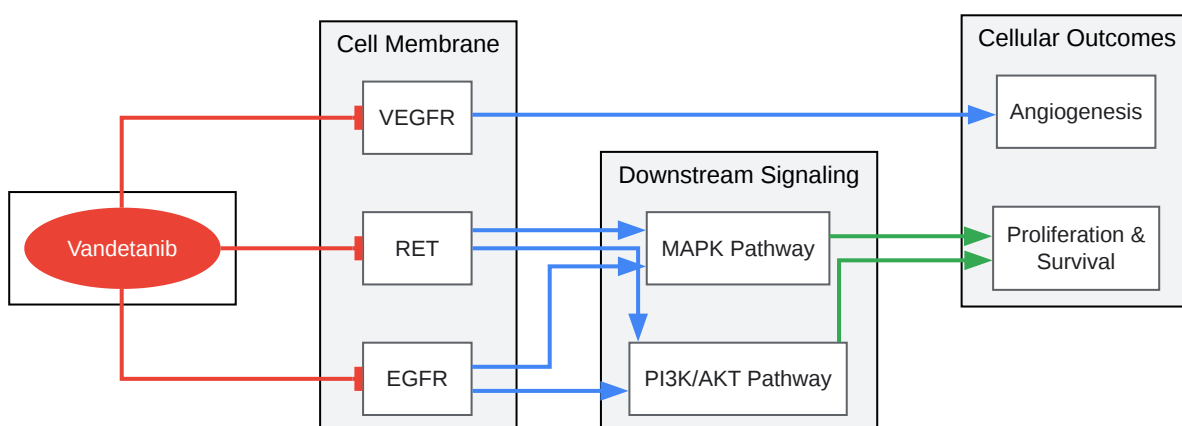 Cell Membrane
Cellular Outcomes
VEGFR
Angiogenesis
Downstream Signaling
Vandetanib
RET
MAPK Pathway
Proliferation &
Survival
EGFR
PI3K/AKT Pathway